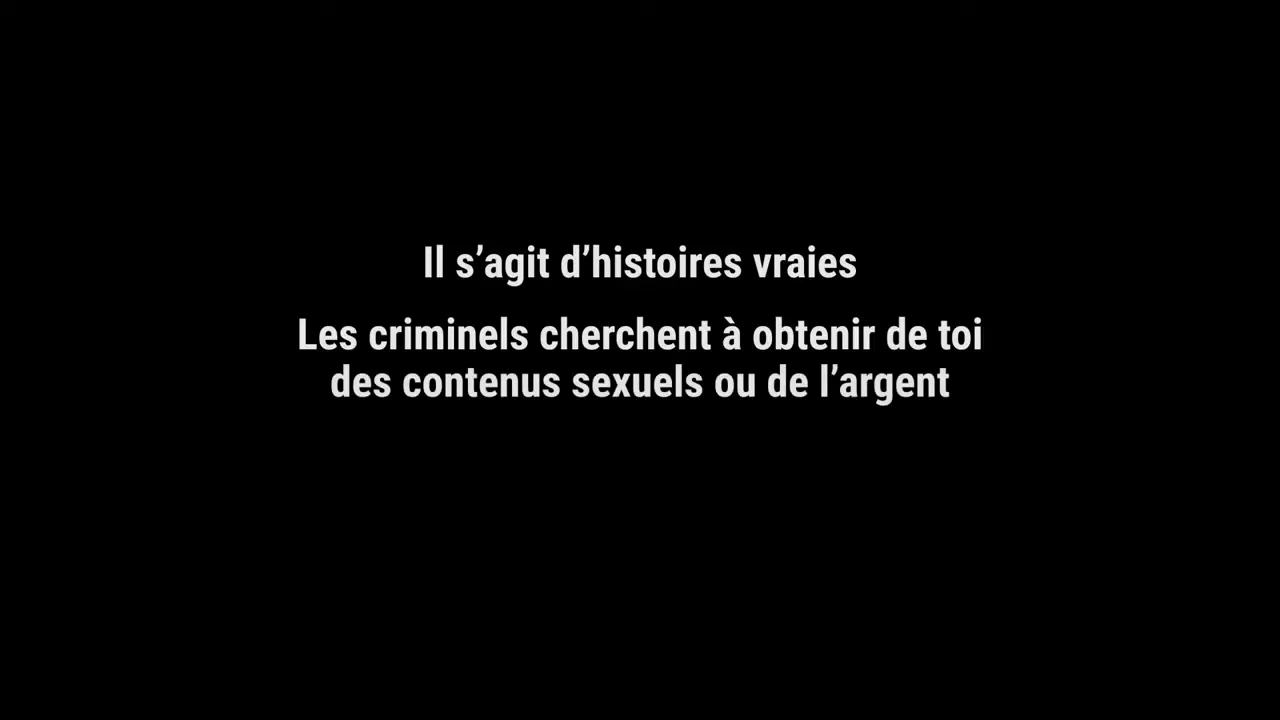 Il s’agit d’histoires vraies
Les criminels cherchent à obtenir de toi
des contenus sexuels ou de l’argent